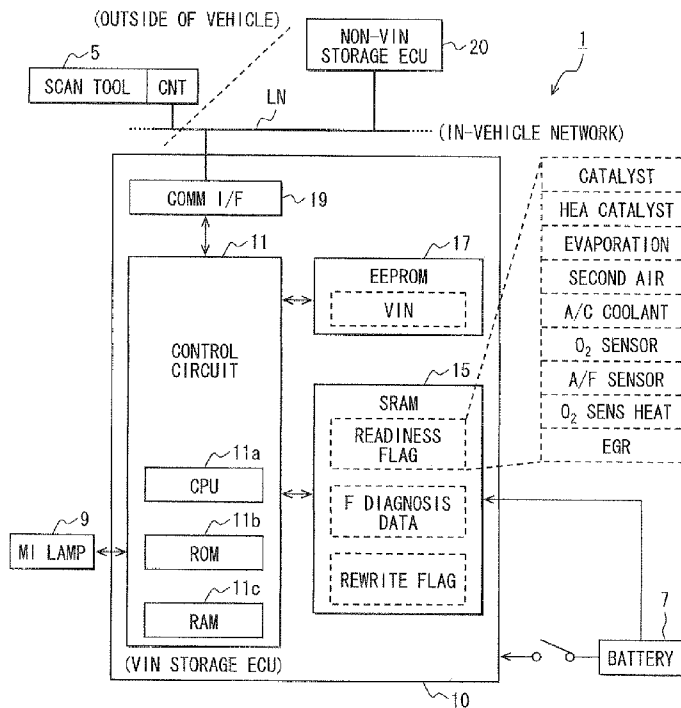 (OUTSIDE OF VEHICLE)
5
SCAN TOOL CNT
NON-VIN
STORAGE ECU
20
1
LN
(IN-VEHICLE NETWORK)
COMM I/F
19
11
CONTROL
CIRCUIT
17
EEPROM
VIN
15
SRAM
READINESS
FLAG
F DIAGNOSIS
DATA
REWRITE FLAG
CATALYST
HEA CATALYST
EVAPORATION
SECOND AIR
A/C COOLANT
O₂ SENSOR
A/F SENSOR
O₂ SENS HEAT
EGR
11a
CPU
11b
ROM
11c
RAM
9
MI LAMP
(VIN STORAGE ECU)
10
7
BATTERY